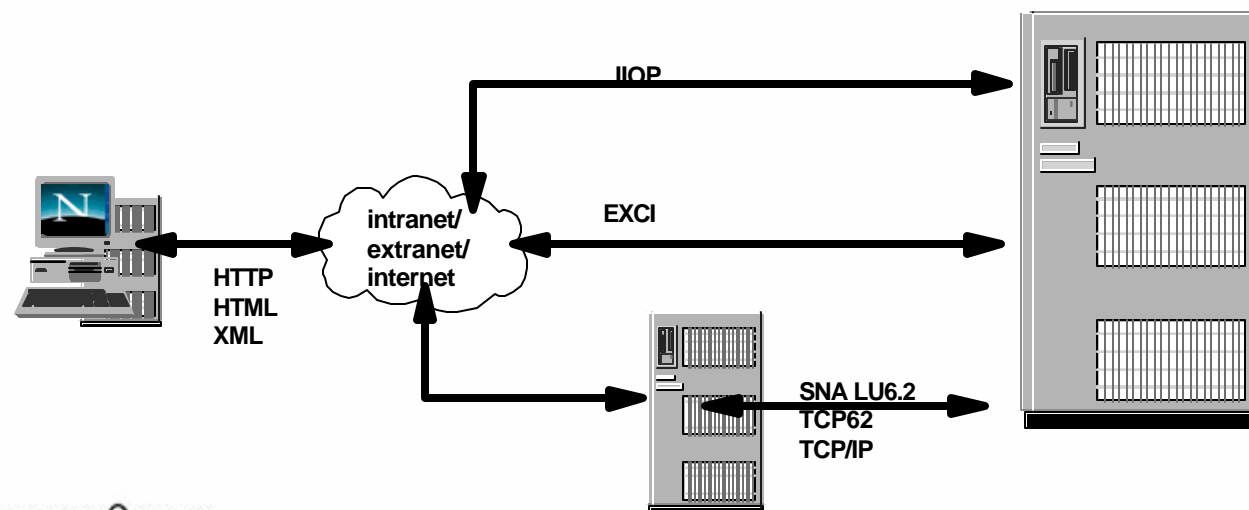 IIOP
N
intranet/
extranet/
internet
EXCI
HTTP
HTML
XML
SNA LU6.2
TCP62
TCP/IP